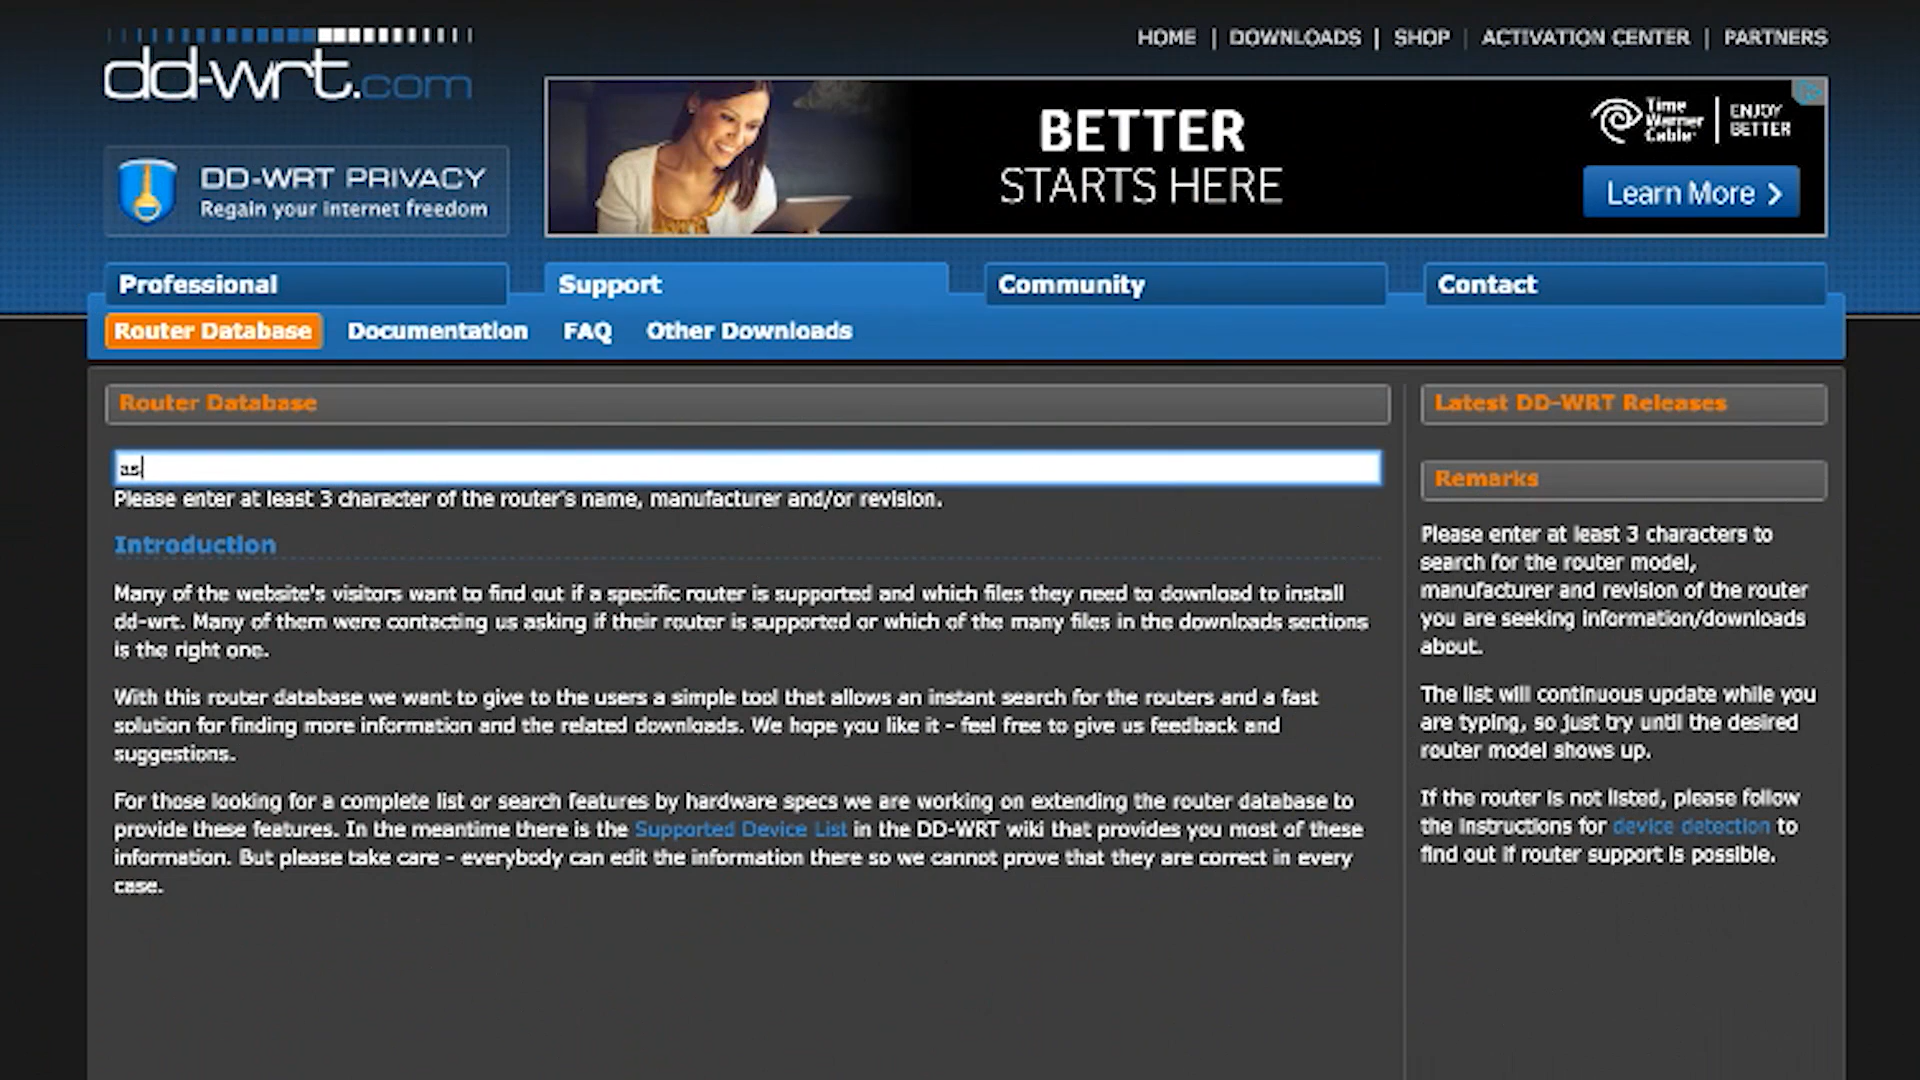 HOME | DOWNLOADS | SHOP | ACTIVATION CENTER | PARTNERS
dd-wrt.com
DD-WRT PRIVACY
Regain your internet freedom
BETTER
STARTS HERE
Time
Warner
Cable
ENJOY
BETTER
Learn More
Professional
Support
Community
Contact
Router Database
Documentation
FAQ
Other Downloads
Router Database
as
Please enter at least 3 character of the router's name, manufacturer and/or revision.
Introduction
Many of the website's visitors want to find out if a specific router is supported and which files they need to download to install
dd-wrt. Many of them were contacting us asking if their router is supported or which of the many files in the downloads sections
is the right one.
With this router database we want to give to the users a simple tool that allows an instant search for the routers and a fast
solution for finding more information and the related downloads. We hope you like it - feel free to give us feedback and
suggestions.
For those looking for a complete list or search features by hardware specs we are working on extending the router database to
provide these features. In the meantime there is the Supported Device List in the DD-WRT wiki that provides you most of these
information. But please take care - everybody can edit the information there so we cannot prove that they are correct in every
case.
Latest DD-WRT Releases
Remarks
Please enter at least 3 characters to
search for the router model,
manufacturer and revision of the router
you are seeking information/downloads
about.
The list will continuous update while you
are typing, so just try until the desired
router model shows up.
If the router is not listed, please follow
the instructions for device detection to
find out if router support is possible.